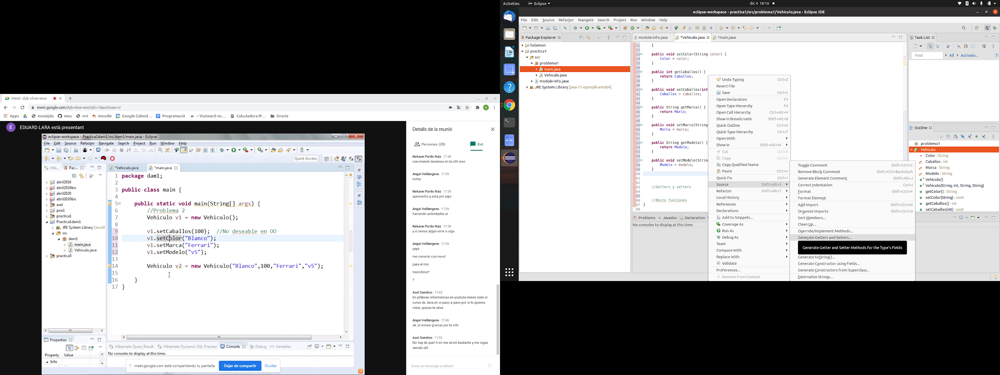 Meet: dyb-vhxe-woo
meet.google.com/dyb-vhxe-woo?pli=1&authuser=2
Apps moiatjda meu m4 moodle Google Calend... Programació ✅Outward rec... Calculadora IP... Oracle
E EDUARD LARA està presentant
eclipse-workspace - Practica1dam1/src/dam1/main.java - Eclipse
File Edit Source Refactor Navigate Search Project Run Window Help
Quick Access
Hib... Pac...
abril2016
abril2016bis
abril2020
abril2020bis
axel
poo1
practica1
Practica1dam1
JRE System Library [JavaSI
src
dam1
main.java
Vehiculo.java
practica5
*Vehiculo.java *main.java
1 package dam1;
2
3 public class main {
4
5 public static void main(String[] args) {
6 //Problema 2
7 Vehiculo v1 = new Vehiculo();
8
9 v1.setCaballos(100); //No deseable en OO
10 v1.setColor("Blanco");
11 v1.setMarca("Ferrari");
12 v1.setModelo("v5");
13
14 Vehiculo v2 = new Vehiculo("Blanco",100,"Ferrari","v5");
15
16 }
17 }
Properties
Property Value
Info
Hibernate Query Result Hibernate Dynamic SQL Preview Console Debug Variables
No consoles to display at this time.
meet.google.com está compartiendo tu pantalla. Dejar de compartir Ocultar
Detalls de la reunió
Persones (28) Xat
Nekane Pardo Ruiz 17:38
con moisès tenemos en la uf4 creo
Angel Helbingens 17:39
estoy
Nekane Pardo Ruiz 17:39
aprovecha q esta por aqui
Angel Helbingens 17:39
haciendo actividades si
Nekane Pardo Ruiz 17:39
y si tienes algun error o algo
Angel Helbingens 17:39
yaya
me conecto con movil
para el mic
microfono*
?
Axel Sendros 17:43
En pildoras informaticas en youtube tienes todo el
curso de Java en si paso a paso por si lo quieres
mirar, quizas te sirve
Angel Helbingens 17:46
ok ,lo mirare gracias por la info
Axel Sendros 17:53
No hay de que! A mi me sirvió bastante y me sigue
siendo útil
Envia un missatge a tothom
Activities Eclipse dic 4 18:10
eclipse-workspace - practica1/src/problema1/Vehiculo.java - Eclipse IDE
File Edit Source Refactor Navigate Search Project Run Window Help
Package Explorer
holamon
practica1
src
problema1
main.java
Vehiculo.java
module-info.java
JRE System Library [java-11-openjdk-amd64]
module-info.java *Vehiculo.java *main.java
31 }
32
33 public void setColor(String color) {
34 Color = color;
35 }
36
37 public int getCaballos() {
38 return Caballos;
39 }
40
41 public void setCaballos(int
42 Caballos = caballos;
43 }
44
45 public String getMarca() {
46 return Marca;
47 }
48
49 public void setMarca(String
50 Marca = marca;
51 }
52
53 public String getModelo() {
54 return Modelo;
55 }
56
57 public void setModelo(Strin
58 Modelo = modelo;
59 }
60
61
62
63 //Getters y setters
64
65
66 //Resto funciones
67 }
68
Problems Javadoc Declaration
No consoles to display at this time.
Undo Typing Ctrl+Z
Revert File
Save Ctrl+S
Open Declaration F3
Open Type Hierarchy F4
Open Call Hierarchy Ctrl+Alt+H
Show in Breadcrumb Shift+Alt+B
Quick Outline Ctrl+O
Quick Type Hierarchy Ctrl+T
Open With
Show In Shift+Alt+W
Cut Ctrl+X
Copy Ctrl+C
Copy Qualified Name
Paste Ctrl+V
Quick Fix Ctrl+1
Source Shift+Alt+S
Refactor Shift+Alt+T
Local History
References
Declarations
Add to Snippets...
Coverage As
Run As
Debug As
Team
Compare With
Replace With
Validate
Preferences...
Remove from Context
Toggle Comment Shift+Ctrl+C
Remove Block Comment Shift+Ctrl+Backslash
Generate Element Comment Shift+Alt+J
Correct Indentation Ctrl+I
Format Shift+Ctrl+F
Format Element
Add Import Shift+Ctrl+M
Organize Imports Shift+Ctrl+O
Sort Members...
Clean Up...
Override/Implement Methods...
Generate Getters and Setters...
Generate Getter and Setter Methods for the Type's Fields
Generate toString()...
Generate Constructor using Fields...
Generate Constructors from Superclass...
Externalize Strings...
Task List
Find All Activate...
Outline
problema1
Vehiculo
Color : String
Caballos : int
Marca : String
Modelo : String
Vehiculo()
Vehiculo(String, int, String, String)
getColor() : String
setColor(String) : void
getCaballos() : int
setCaballos(int) : void